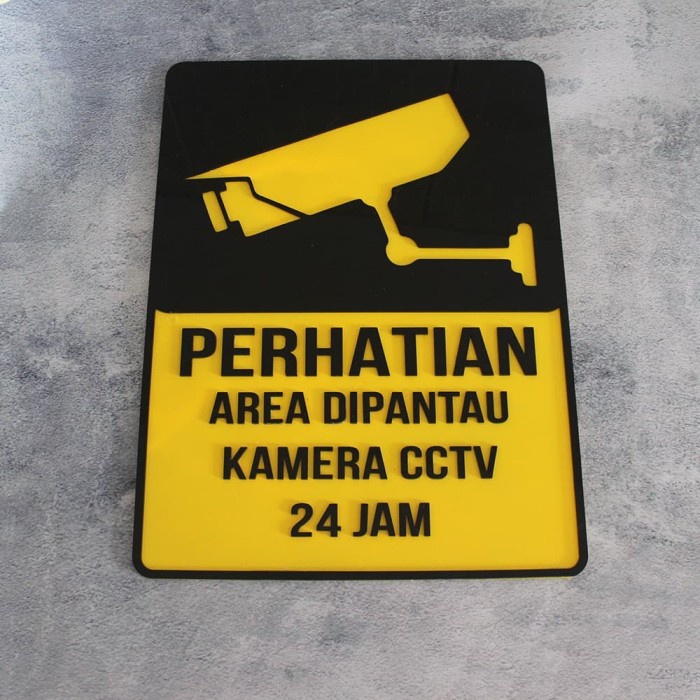 PERHATIAN
AREA DIPANTAU
KAMERA CCTV
24 JAM